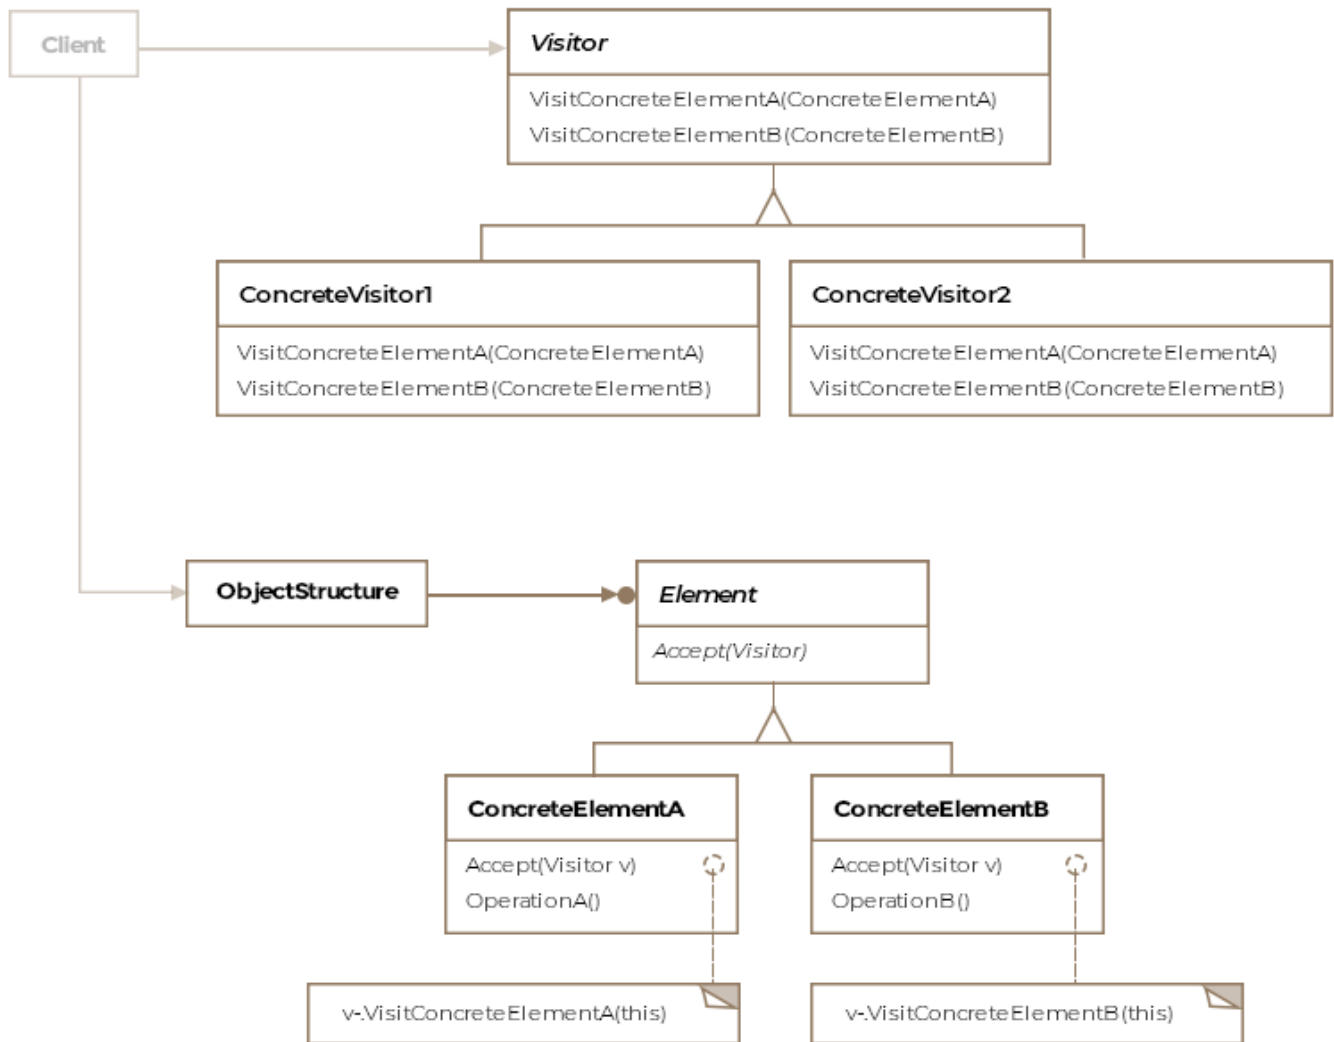 Client
Visitor
VisitConcreteElementA(ConcreteElementA)
VisitConcreteElementB(ConcreteElementB)
ConcreteVisitor1
VisitConcreteElementA(ConcreteElementA)
VisitConcreteElementB(ConcreteElementB)
ConcreteVisitor2
VisitConcreteElementA(ConcreteElementA)
VisitConcreteElementB(ConcreteElementB)
ObjectStructure
Element
Accept(Visitor)
ConcreteElementA
Accept(Visitor v)
OperationA()
ConcreteElementB
Accept(Visitor v)
OperationB()
v-.VisitConcreteElementA(this)
v-.VisitConcreteElementB(this)